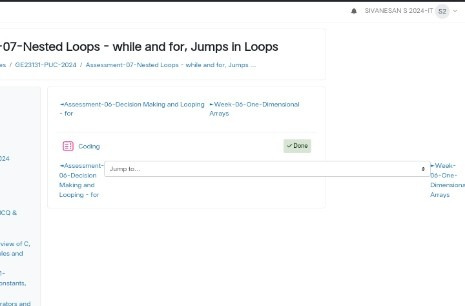 SIVANESAN S 2024-IT S2
-07-Nested Loops - while and for, Jumps in Loops
es / GE23131-PUC-2024 / Assessment-07-Nested Loops - while and for, Jumps ...
◄Assessment-06-Decision Making and Looping - for
►Week-06-One-Dimensional Arrays
Coding
✓ Done
024
◄Assessment-
06-Decision
Making and
Looping - for
Jump to...
►Week-
06-One-
Dimensional
Arrays
CQ &
view of C,
les and
onstants,
rators and